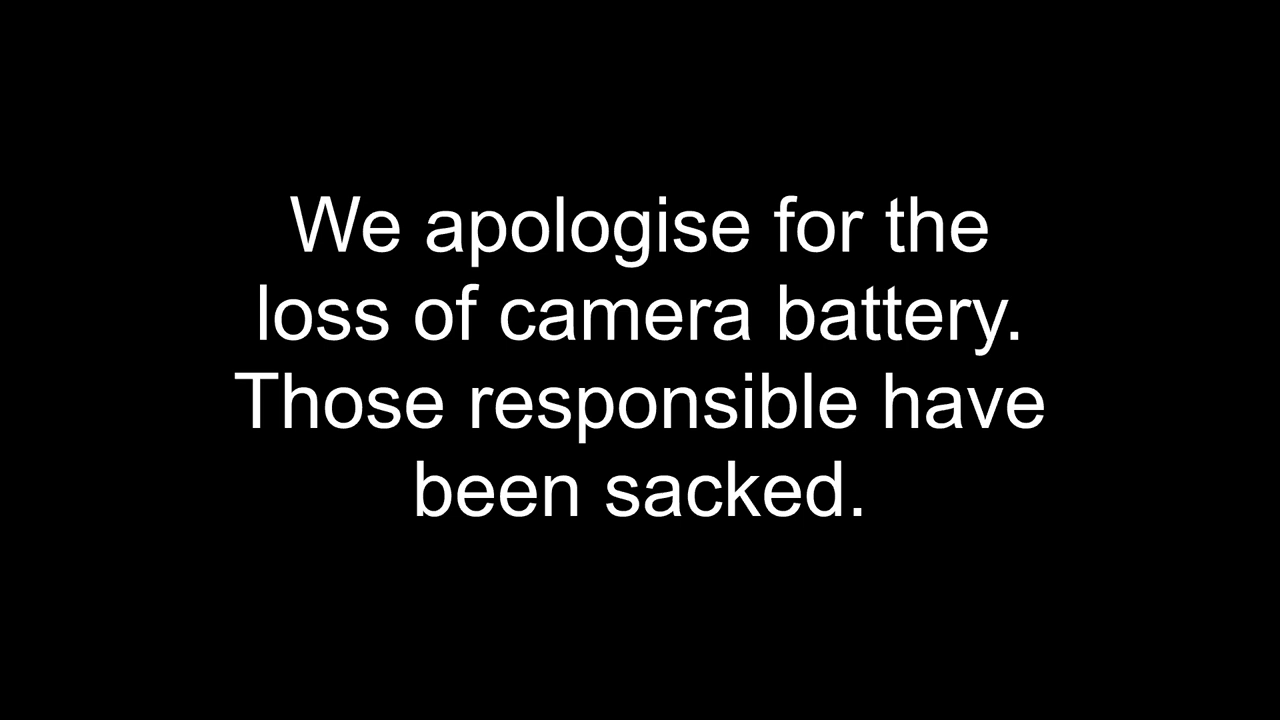 We apologise for the
loss of camera battery.
Those responsible have
been sacked.